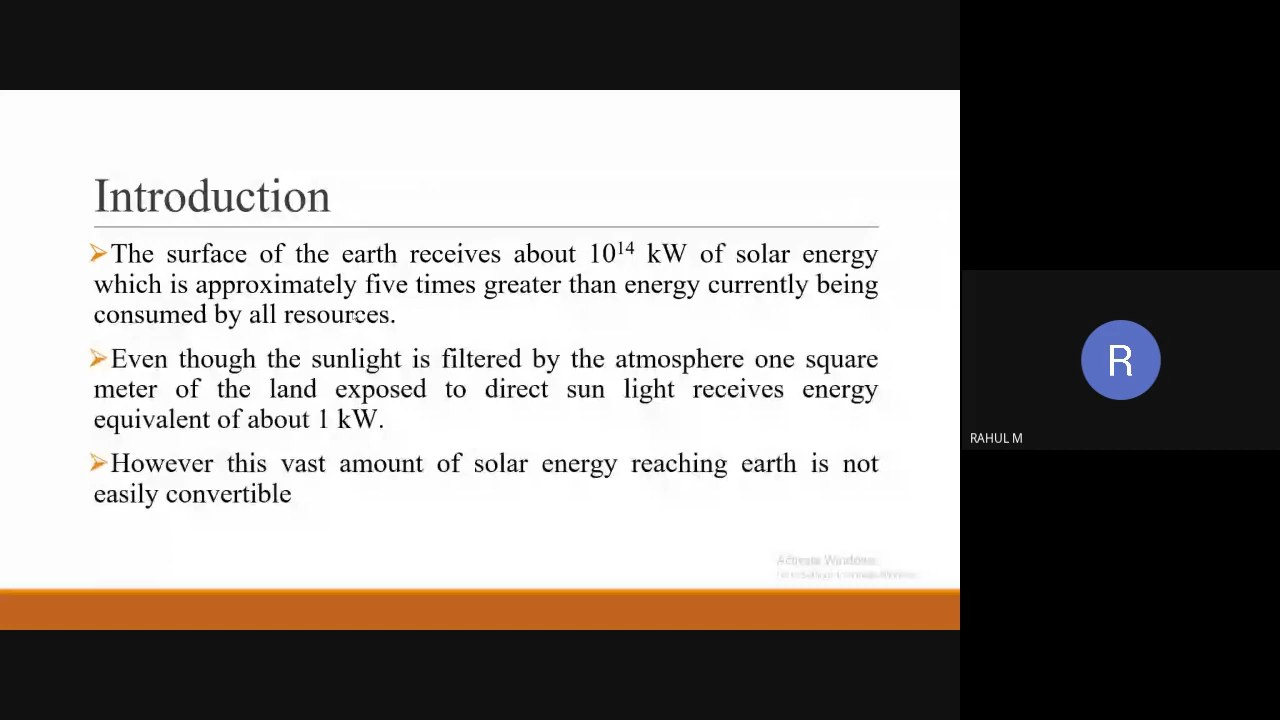 Introduction
➢The surface of the earth receives about 10¹⁴ kW of solar energy
which is approximately five times greater than energy currently being
consumed by all resources.
➢Even though the sunlight is filtered by the atmosphere one square
meter of the land exposed to direct sun light receives energy
equivalent of about 1 kW.
➢However this vast amount of solar energy reaching earth is not
easily convertible
Activate Windows
R
RAHUL M